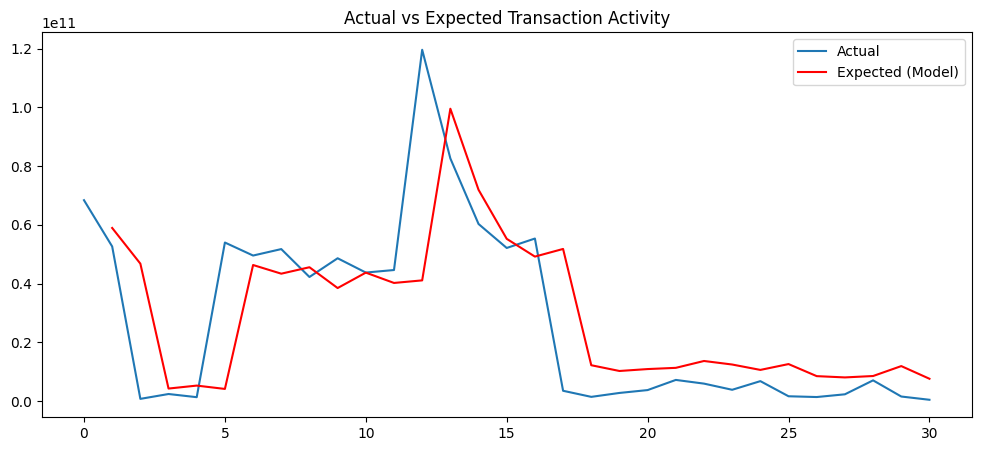 Actual vs Expected Transaction Activity
1e11
Actual
Expected (Model)
1.2
1.0
0.8
0.6
0.4
0.2
0.0
0 5 10 15 20 25 30